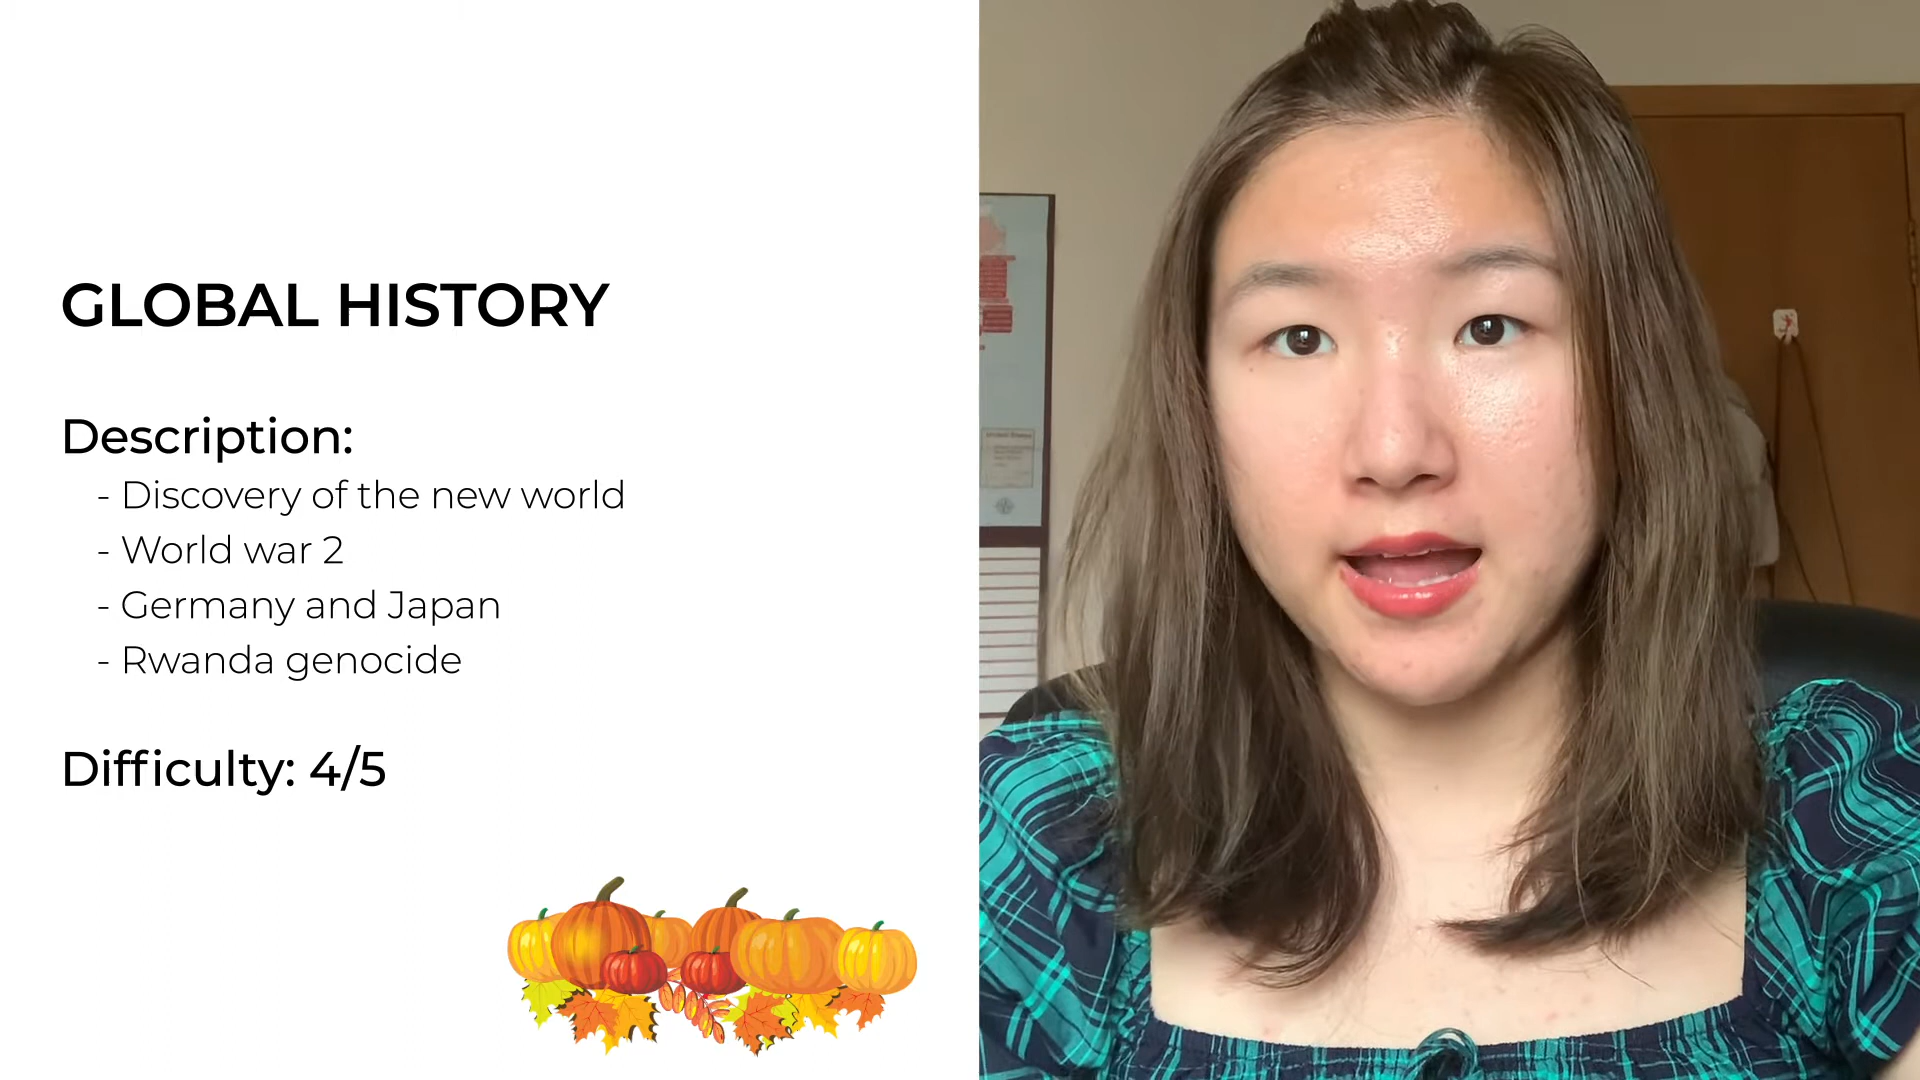 GLOBAL HISTORY
Description:
- Discovery of the new world
- World war 2
- Germany and Japan
- Rwanda genocide
Difficulty: 4/5